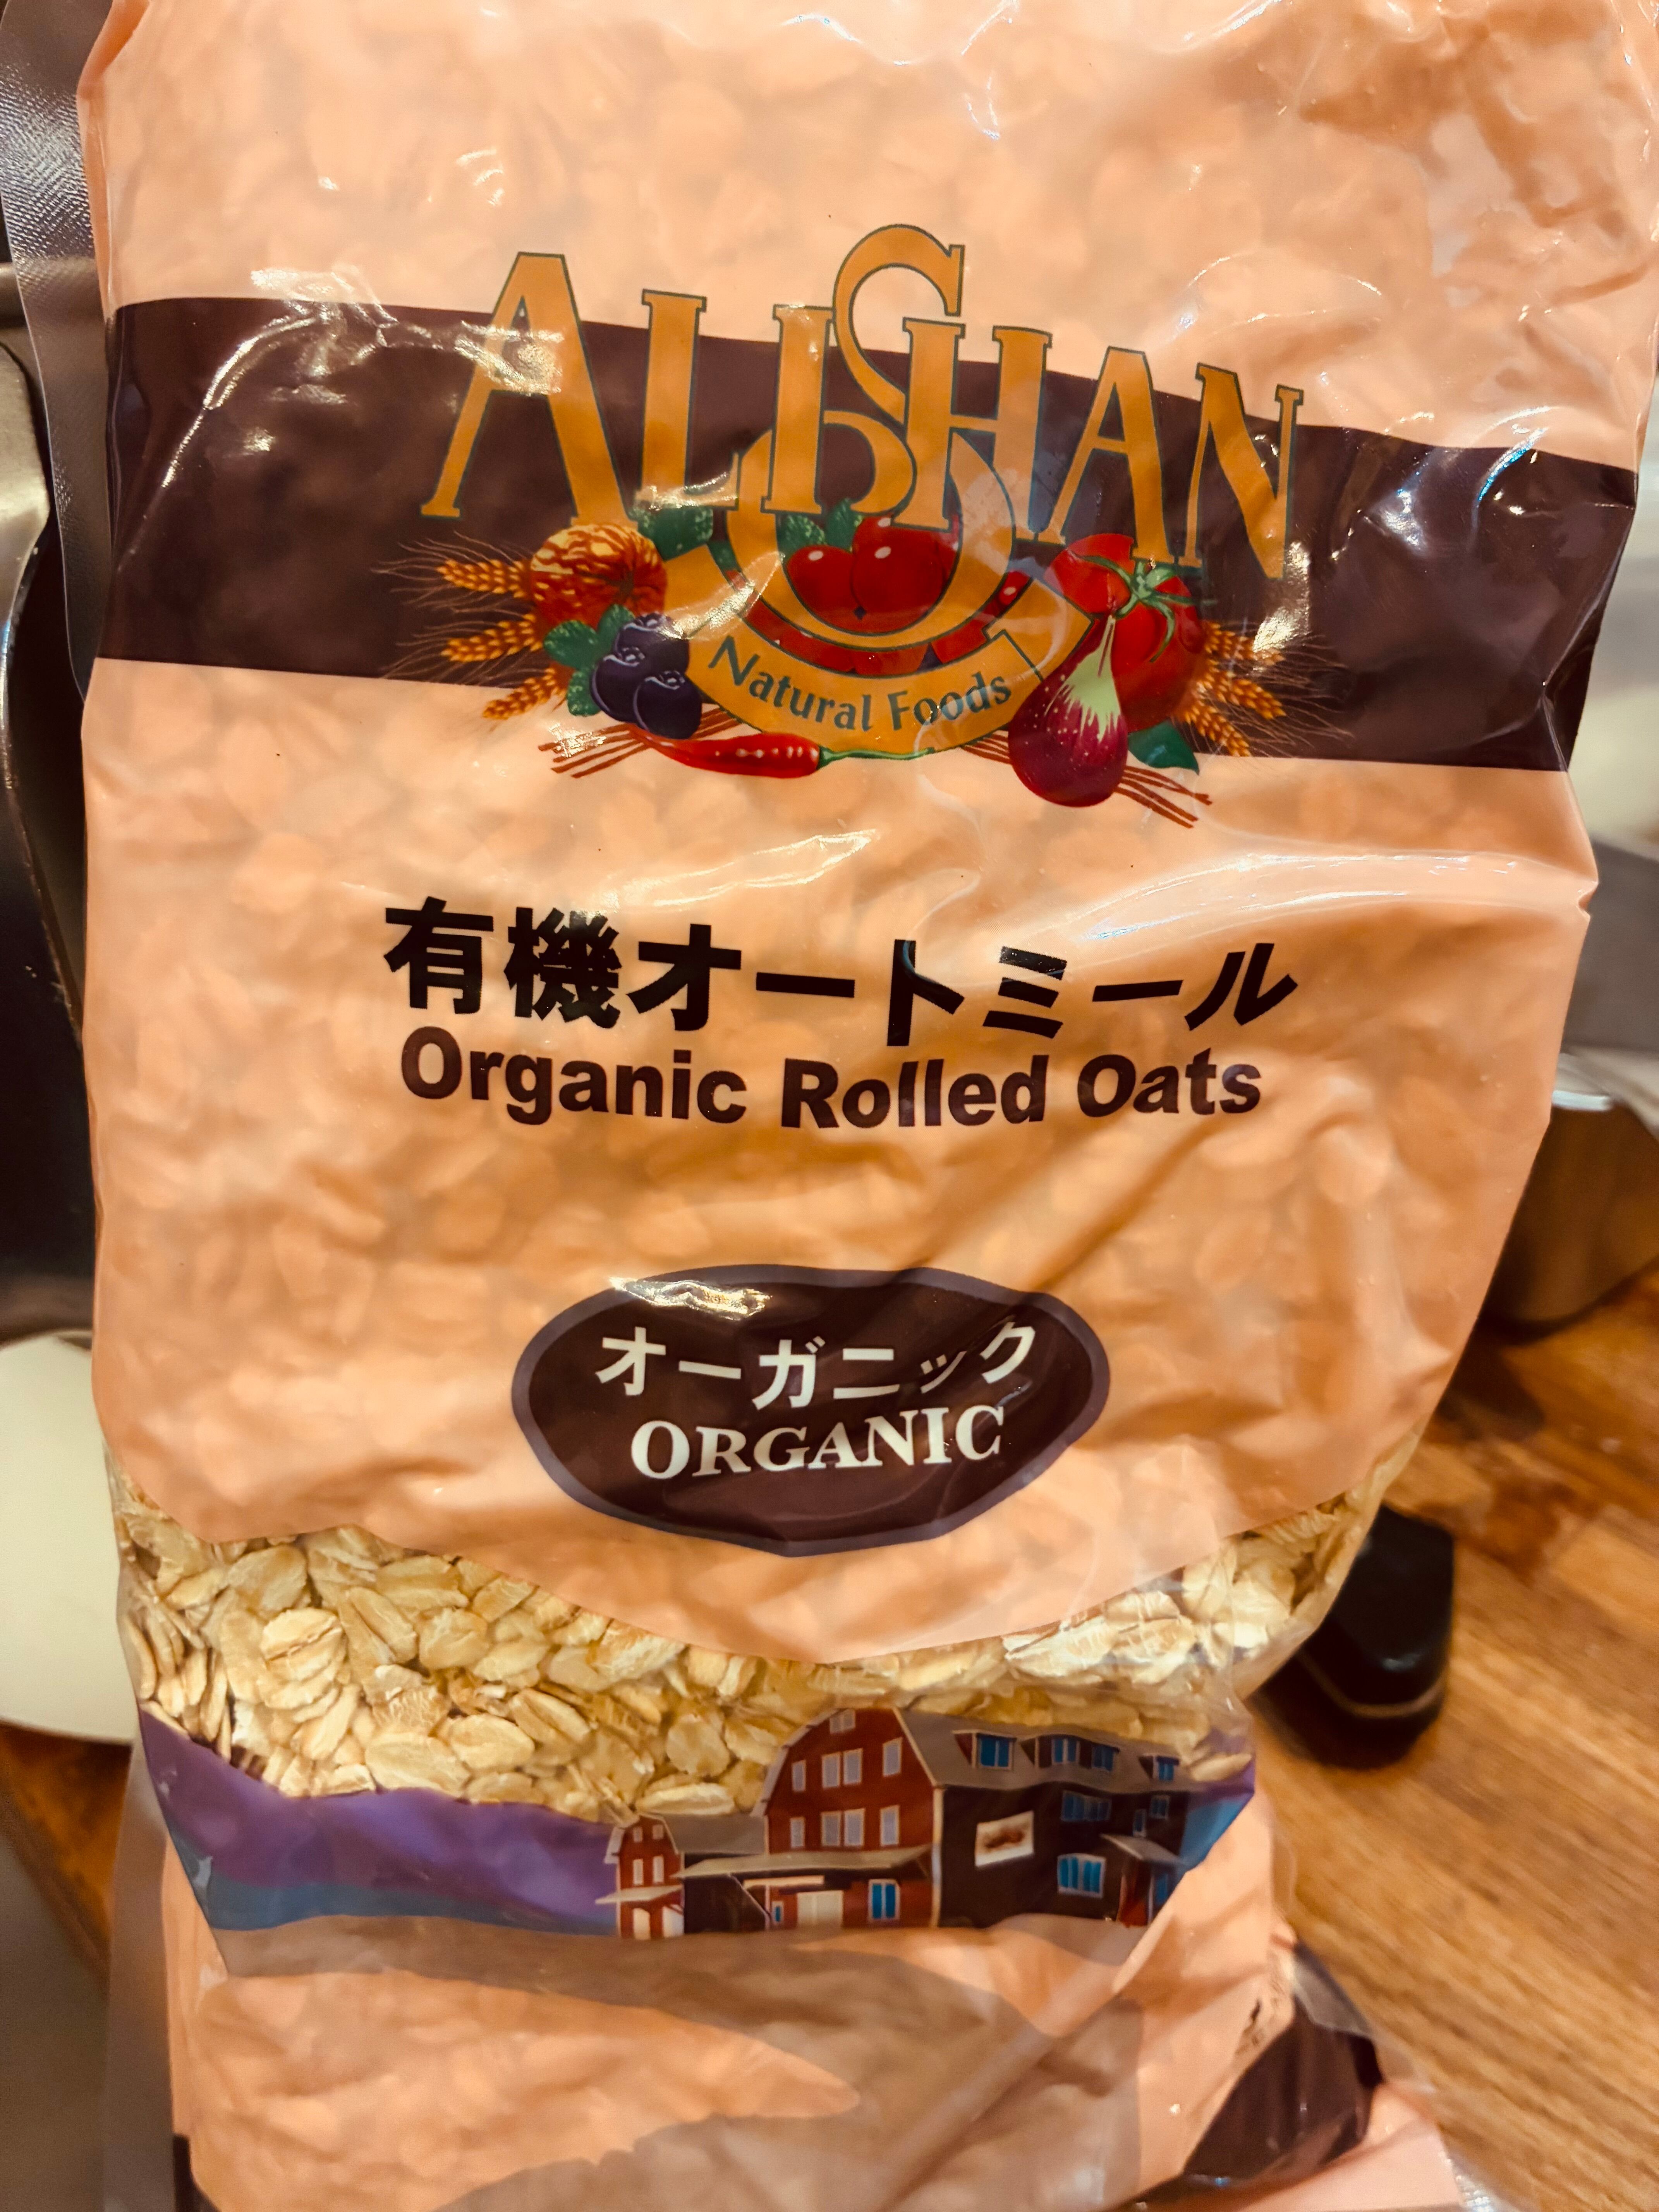 ALISHAN
Natural Foods
有機オートミール
Organic Rolled Oats
オーガニック
ORGANIC